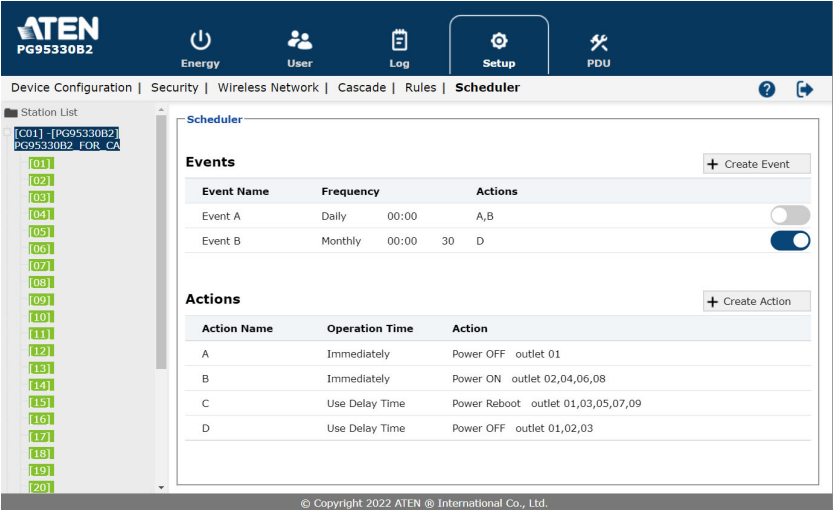 ATEN
PG95330B2
Energy User Log Setup PDU
Device Configuration | Security | Wireless Network | Cascade | Rules | Scheduler
?
Station List
[C01] -[PG95330B2]
PG95330B2_FOR_CA
[01]
[02]
[03]
[04]
[05]
[06]
[07]
[08]
[09]
[10]
[11]
[12]
[13]
[14]
[15]
[16]
[17]
[18]
[19]
[20]
Scheduler
Events + Create Event
Event Name Frequency Actions
Event A Daily 00:00 A,B
Event B Monthly 00:00 30 D
Actions + Create Action
Action Name Operation Time Action
A Immediately Power OFF outlet 01
B Immediately Power ON outlet 02,04,06,08
C Use Delay Time Power Reboot outlet 01,03,05,07,09
D Use Delay Time Power OFF outlet 01,02,03
© Copyright 2022 ATEN ® International Co., Ltd.